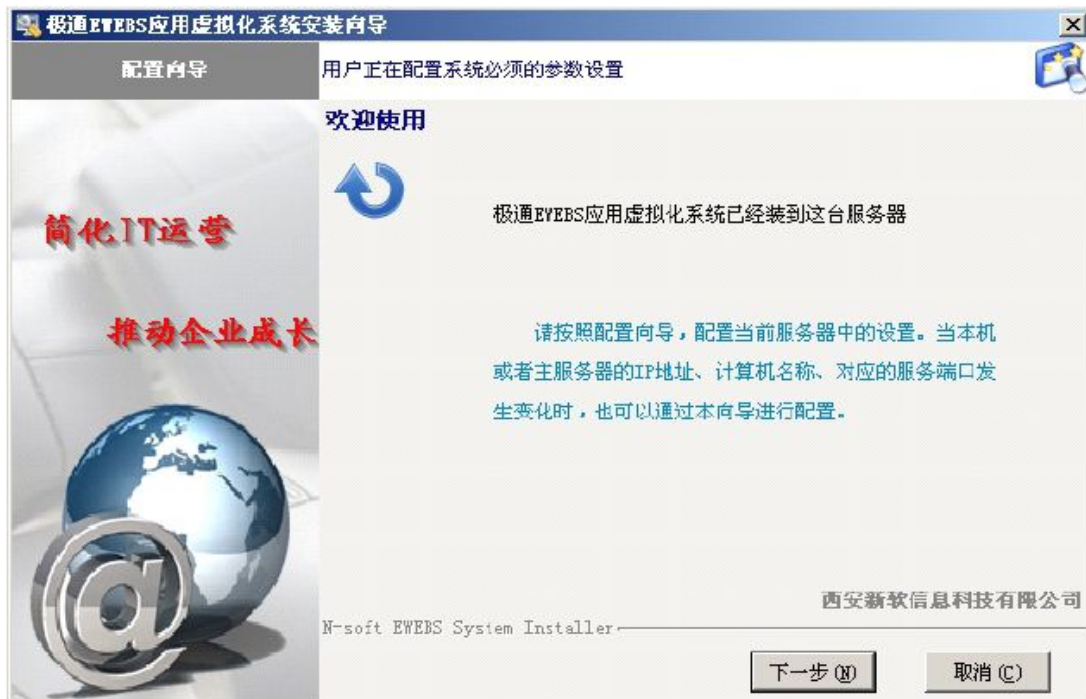 极通EWEBS应用虚拟化系统安装向导
配置向导
用户正在配置系统必须的参数设置
欢迎使用
简化IT运营
推动企业成长
极通EWEBS应用虚拟化系统已经装到这台服务器
请按照配置向导，配置当前服务器中的设置。当本机
或者主服务器的IP地址、计算机名称、对应的服务端口发
生变化时，也可以通过本向导进行配置。
西安新软信息科技有限公司
N-soft EWEBS System Installer
下一步(N)
取消(C)